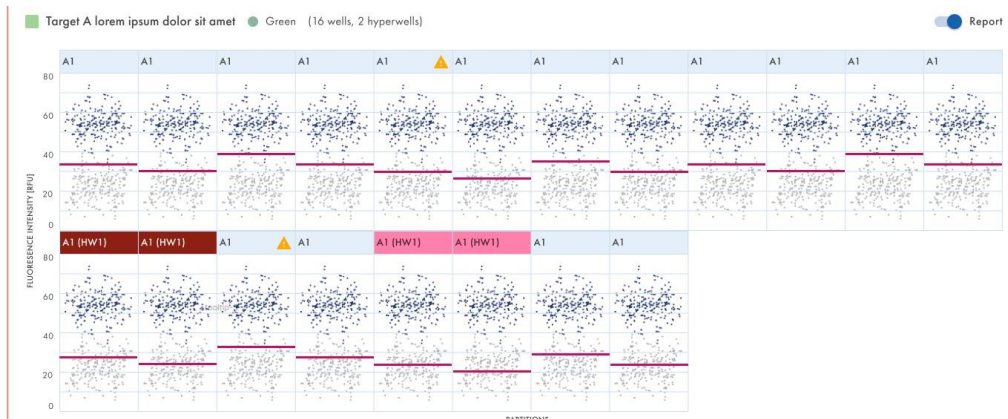 Target A lorem ipsum dolor sit amet Green (16 wells, 2 hyperwells) Report
A1 A1 A1 A1 A1 A1 A1 A1 A1 A1 A1 A1
80
60
40
20
0
FLUORESENCE INTENSITY [RFU]
A1 (HW1) A1 (HW1) A1 A1 A1 (HW1) A1 (HW1) A1 A1
80
60
40
20
0
PARTITIONS